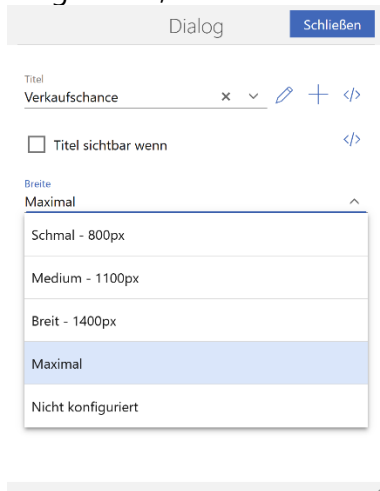 Dialog
Schließen
Titel
Verkaufschance
</>
Titel sichtbar wenn
</>
Breite
Maximal
Schmal - 800px
Medium - 1100px
Breit - 1400px
Maximal
Nicht konfiguriert